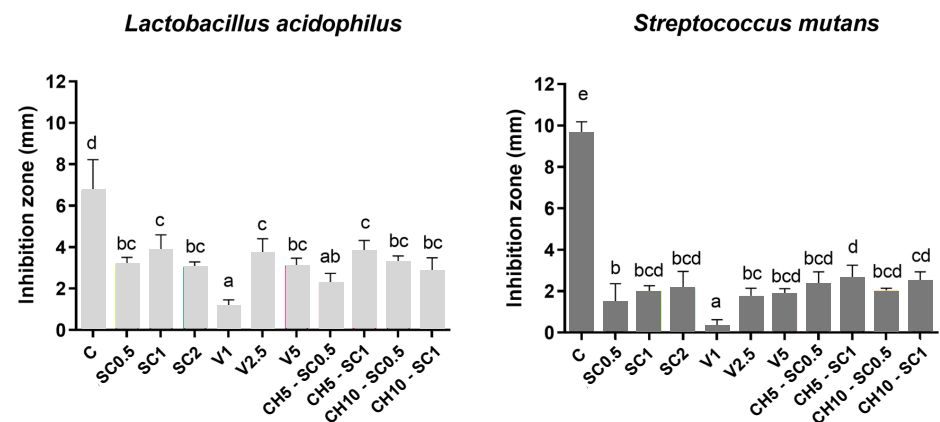 Lactobacillus acidophilus
Inhibition zone (mm)
12
10
8
6
4
2
0
d
bc
c
bc
a
c
bc
ab
c
bc
bc
C
SC0.5
SC1
SC2
V1
V2.5
V5
CH5 - SC0.5
CH5 - SC1
CH10 - SC0.5
CH10 - SC1
Streptococcus mutans
Inhibition zone (mm)
12
10
8
6
4
2
0
e
b
bcd
bcd
a
bc
bcd
bcd
d
bcd
cd
C
SC0.5
SC1
SC2
V1
V2.5
V5
CH5 - SC0.5
CH5 - SC1
CH10 - SC0.5
CH10 - SC1